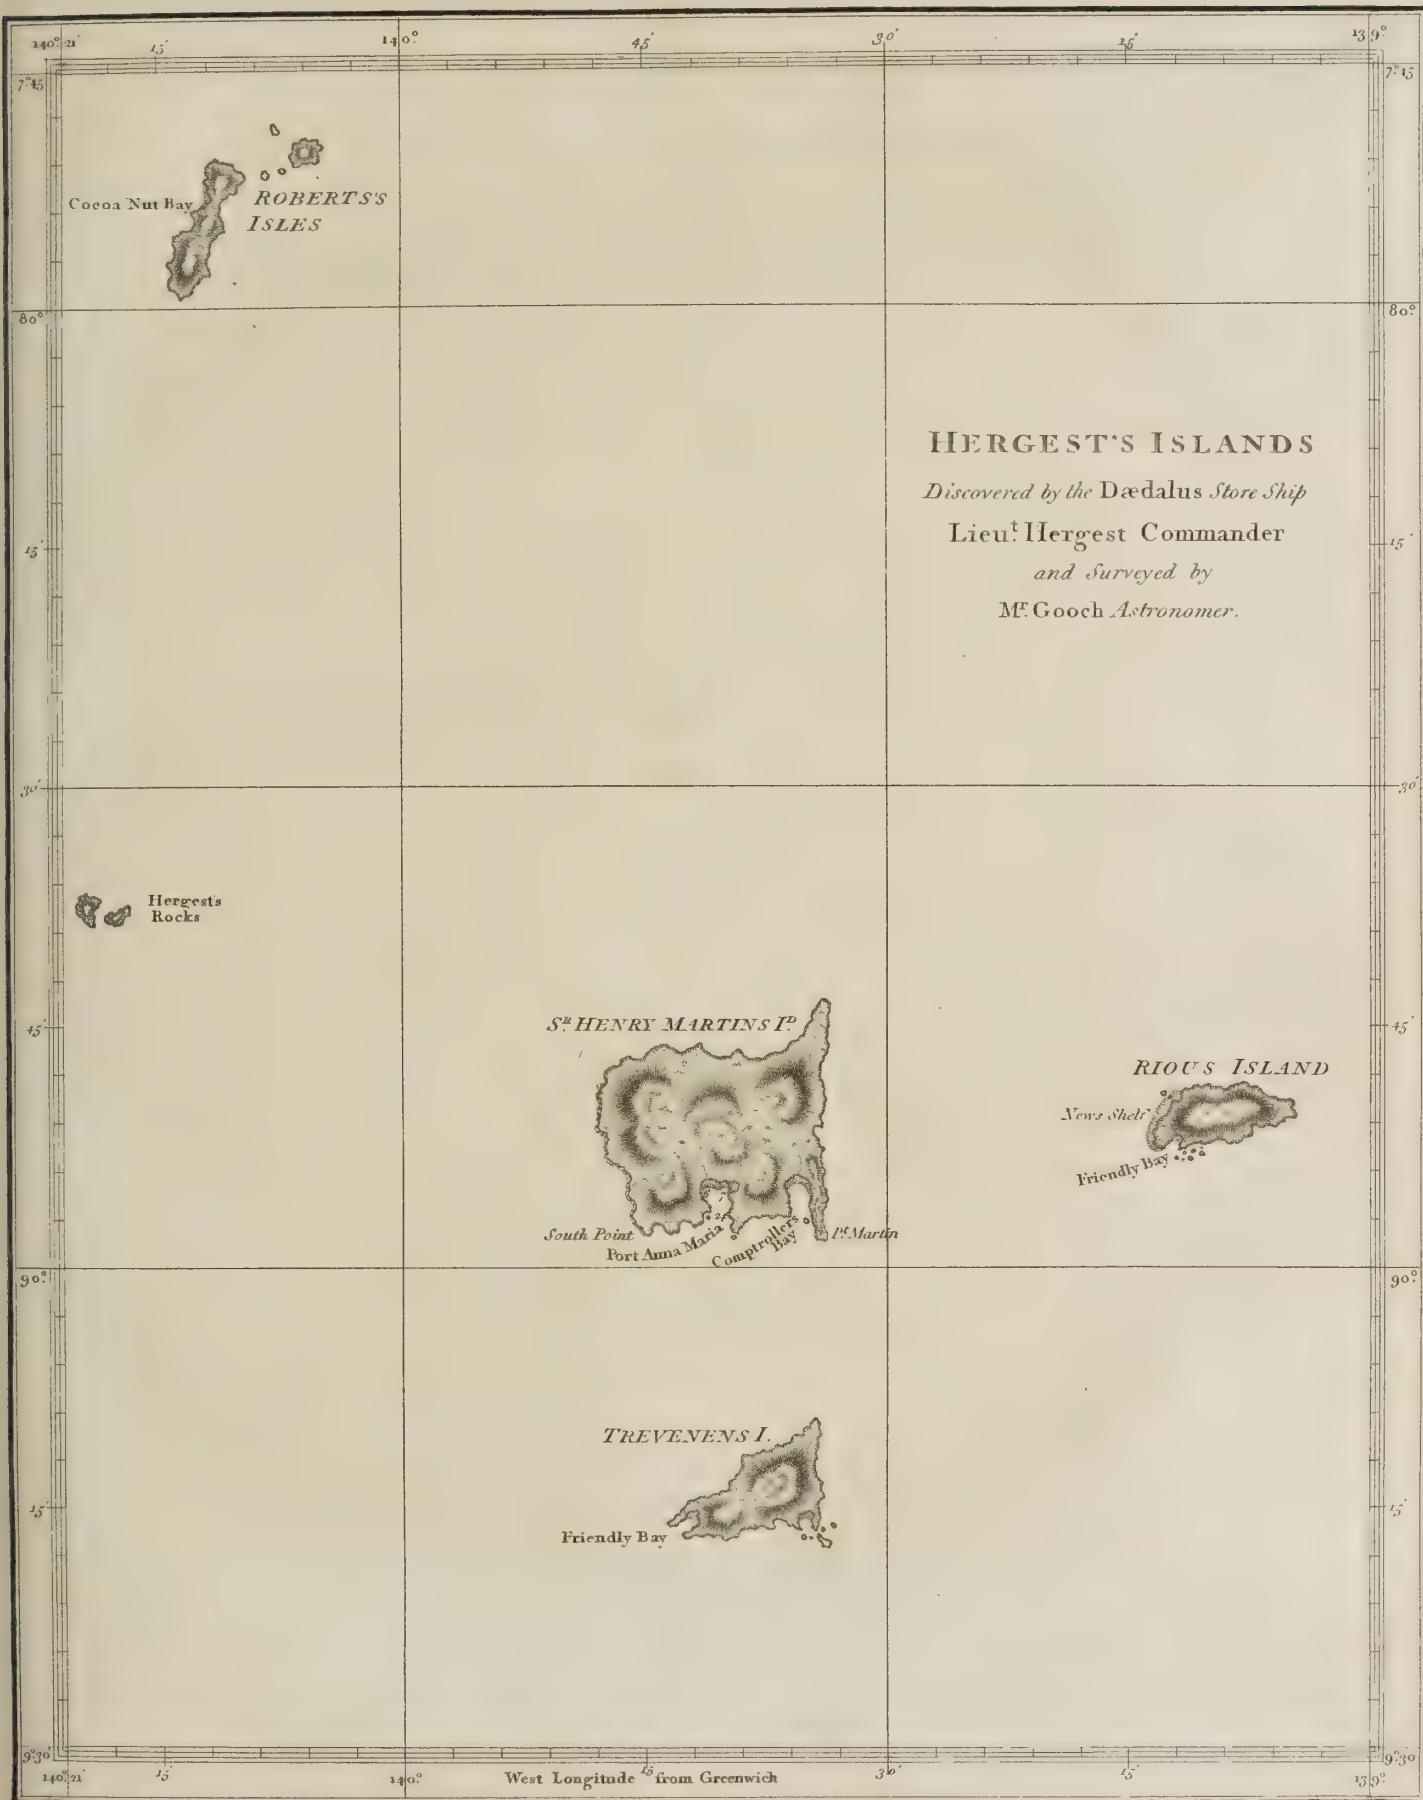 140° 21′ 15′ 140° 45′ 30′ 15′ 139°
7° 45 7° 45
Cocoa Nut Bay
ROBERTS'S
ISLES
80° 80°
HERGEST'S ISLANDS
Discovered by the Dædalus Store Ship
Lieu.t Hergest Commander
and Surveyed by
Mr. Gooch Astronomer.
15′ 15′
30′ 30′
Hergest's
Rocks
SR. HENRY MARTINS ID.
45′ 45′
RIOUS ISLAND
News Shelf
Friendly Bay
South Point
Port Anna Maria
24
Comptrollers
Bay
Pt. Martin
90° 90°
TREVENENS I.
15′ 15′
Friendly Bay
9° 30′ 9° 30
140° 21′ 15′ 140° West Longitude 45 from Greenwich 30′ 15′ 139°